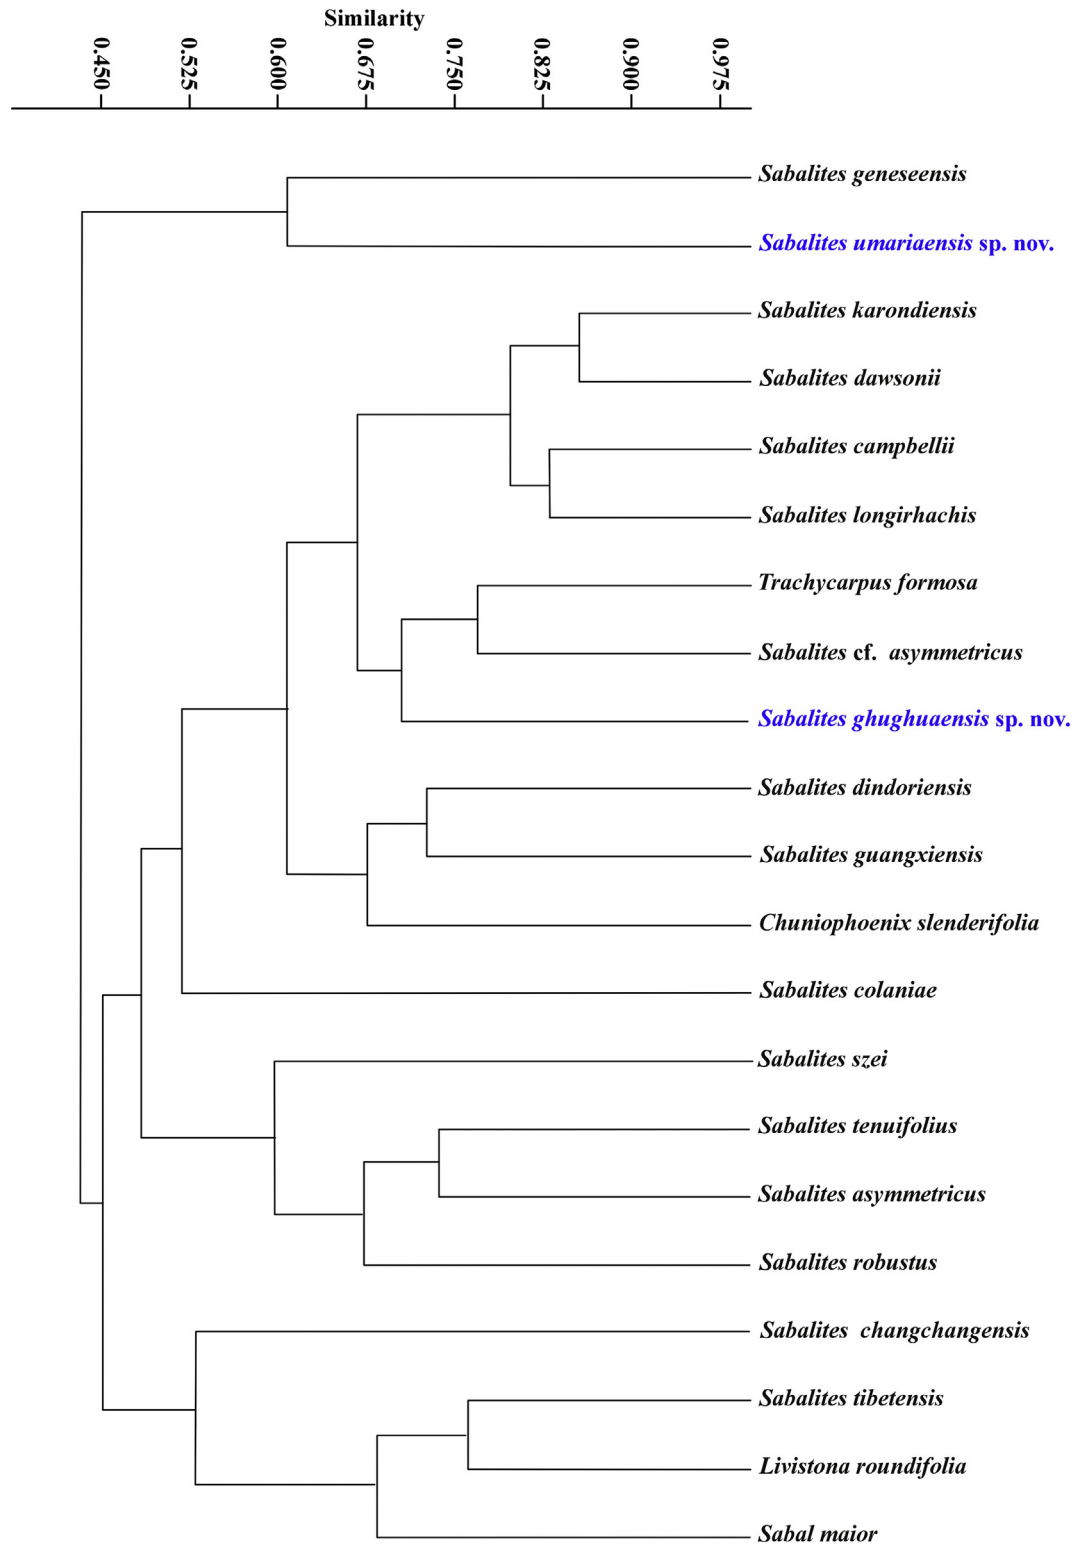 Similarity
0.450
0.525
0.600
0.675
0.750
0.825
0.900
0.975
Sabalites geneseensis
Sabalites umariaensis sp. nov.
Sabalites karondiensis
Sabalites dawsonii
Sabalites campbellii
Sabalites longirhachis
Trachycarpus formosa
Sabalites cf. asymmetricus
Sabalites ghughuaensis sp. nov.
Sabalites dindoriensis
Sabalites guangxiensis
Chuniophoenix slenderifolia
Sabalites colaniae
Sabalites szei
Sabalites tenuifolius
Sabalites asymmetricus
Sabalites robustus
Sabalites changchangensis
Sabalites tibetensis
Livistona roundifolia
Sabal maior